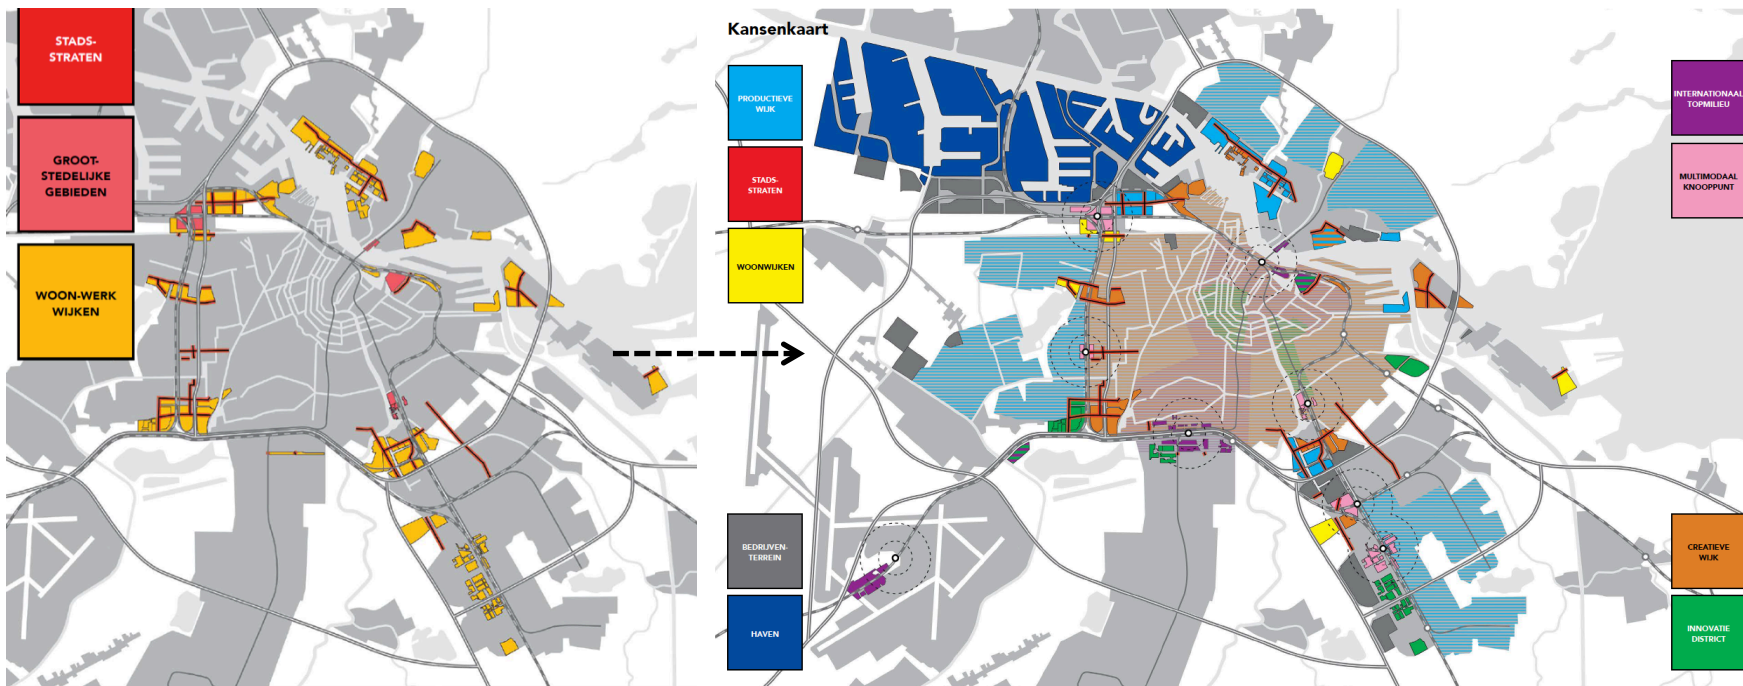 STADS-
STRATEN
GROOT-
STEDELIJKE
GEBIEDEN
WOON-WERK
WIJKEN
Kansenkaart
PRODUCTIEVE
WIJK
STADS-
STRATEN
WOONWIJKEN
BEDRIJVEN-
TERREIN
HAVEN
INTERNATIONAAL
TOPMILIEU
MULTIMODAAL
KNOOPPUNT
CREATIEVE
WIJK
INNOVATIE
DISTRICT